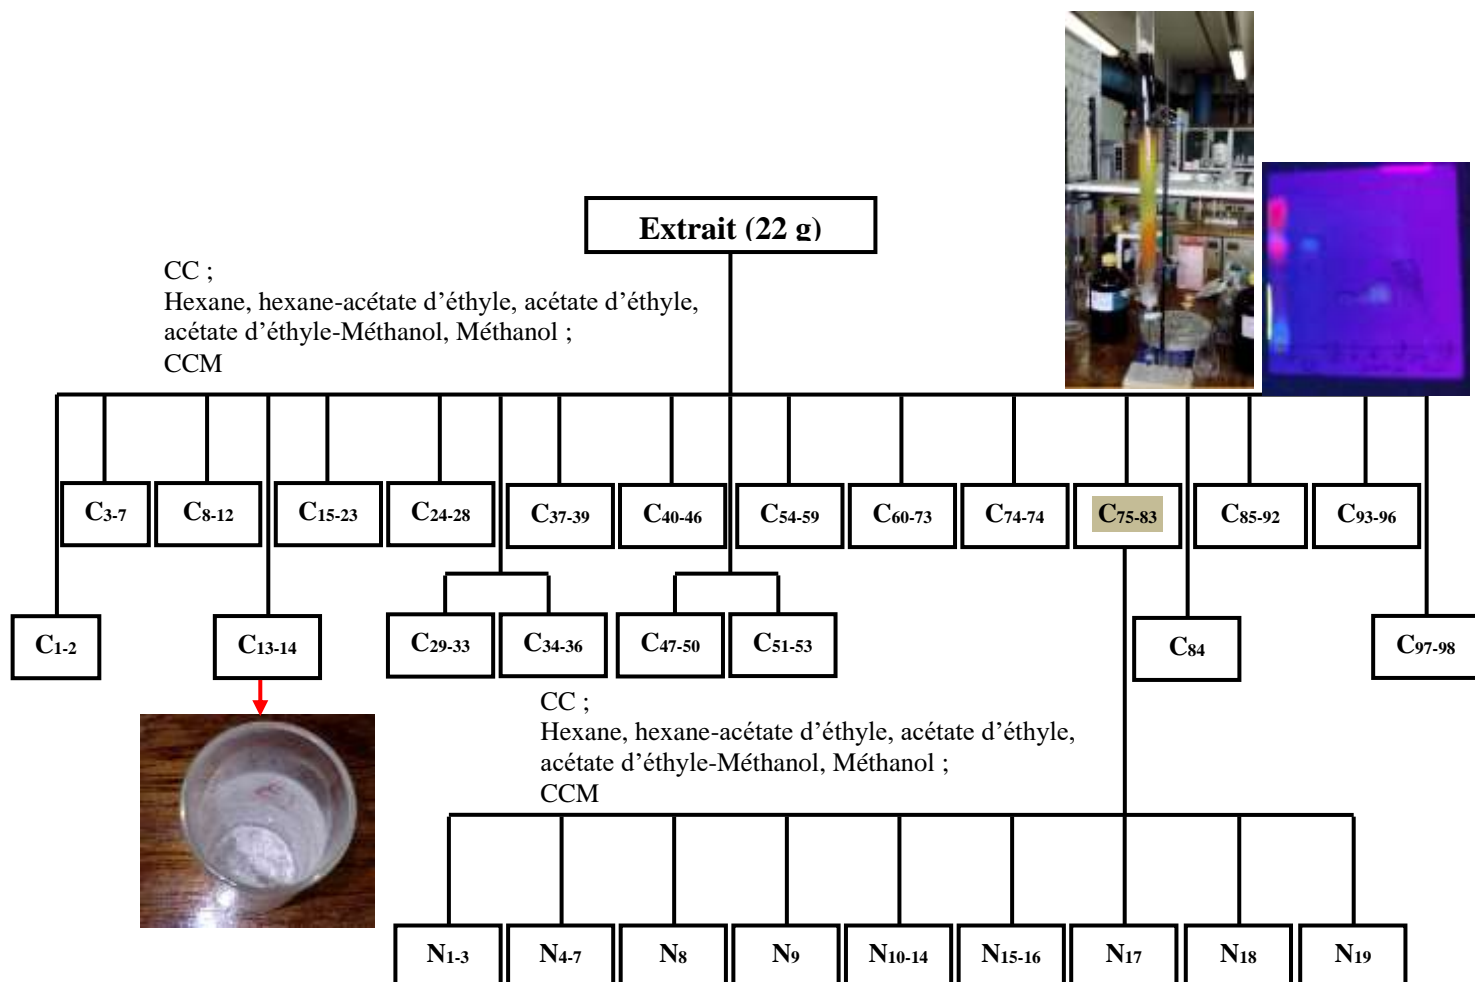 Extrait (22 g)
CC ;
Hexane, hexane-acétate d’éthyle, acétate d’éthyle,
acétate d’éthyle-Méthanol, Méthanol ;
CCM
C3-7
C8-12
C15-23
C24-28
C37-39
C40-46
C54-59
C60-73
C74-74
C75-83
C85-92
C93-96
C1-2
C13-14
C29-33
C34-36
C47-50
C51-53
C84
C97-98
CC ;
Hexane, hexane-acétate d’éthyle, acétate d’éthyle,
acétate d’éthyle-Méthanol, Méthanol ;
CCM
N1-3
N4-7
N8
N9
N10-14
N15-16
N17
N18
N19